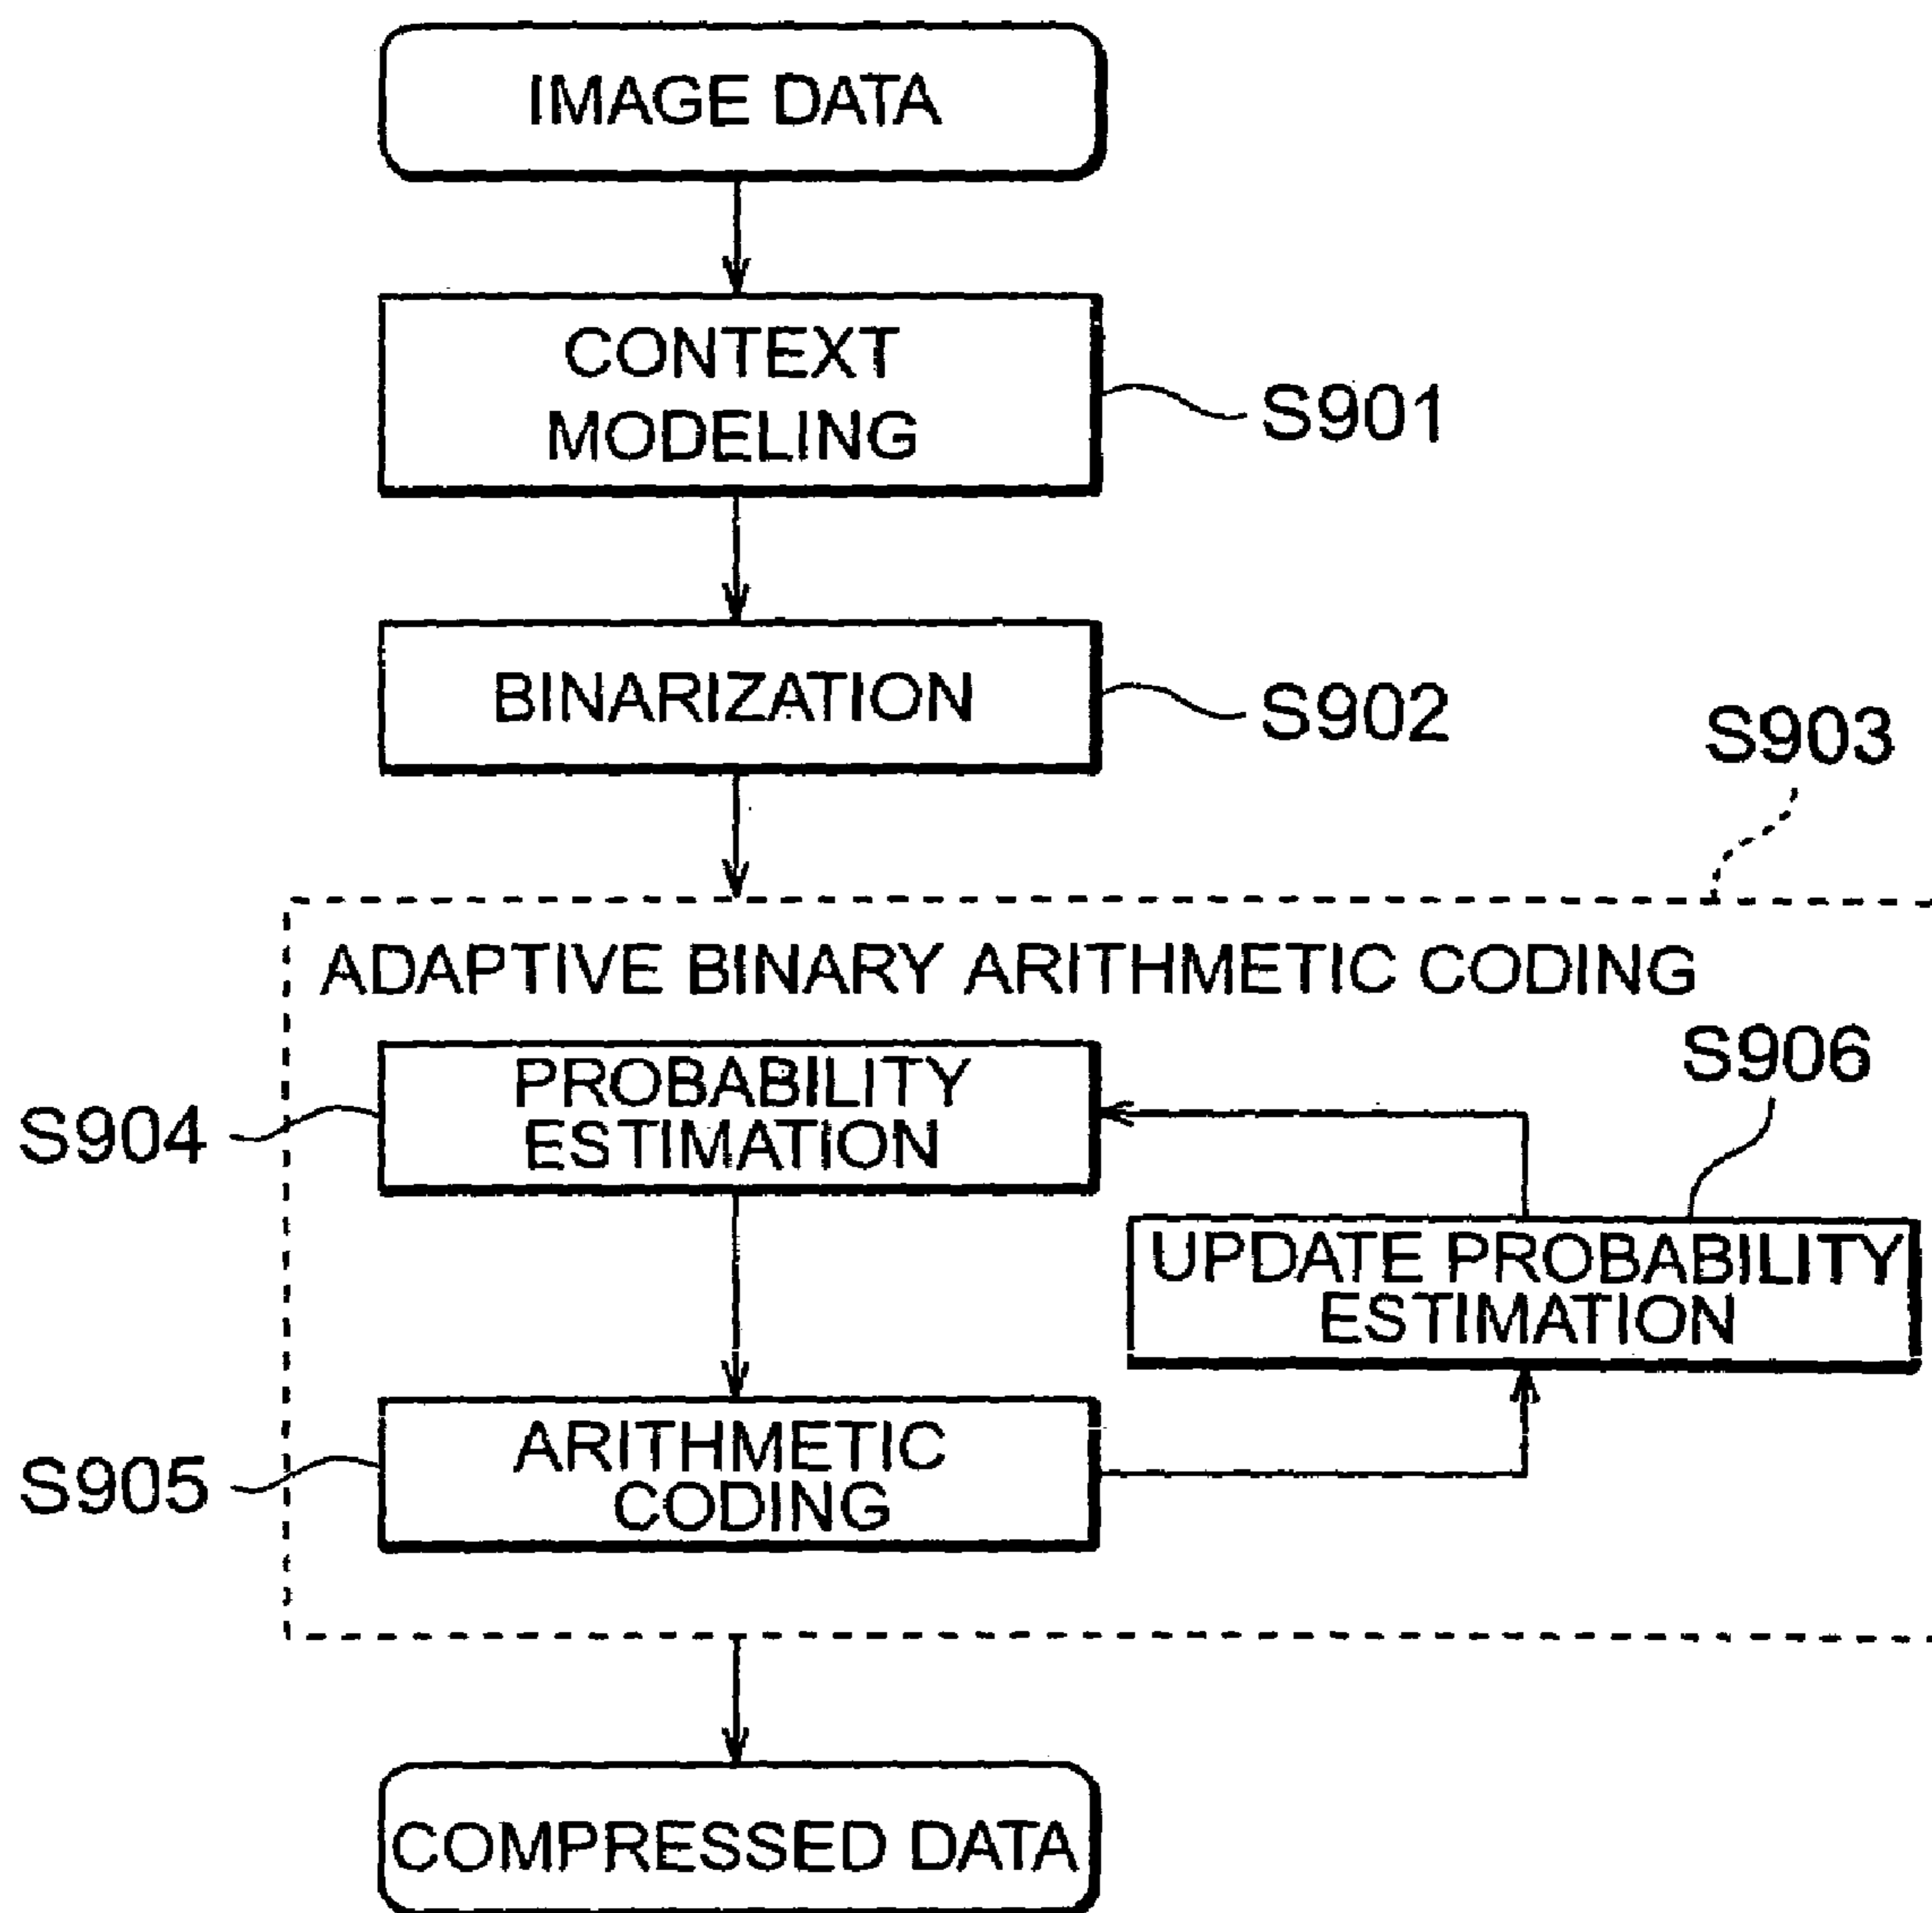 IMAGE DATA
CONTEXT
MODELING
S901
BINARIZATION
S902
S903
ADAPTIVE BINARY ARITHMETIC CODING
PROBABILITY
ESTIMATION
S904
S906
UPDATE PROBABILITY
ESTIMATION
ARITHMETIC
CODING
S905
COMPRESSED DATA